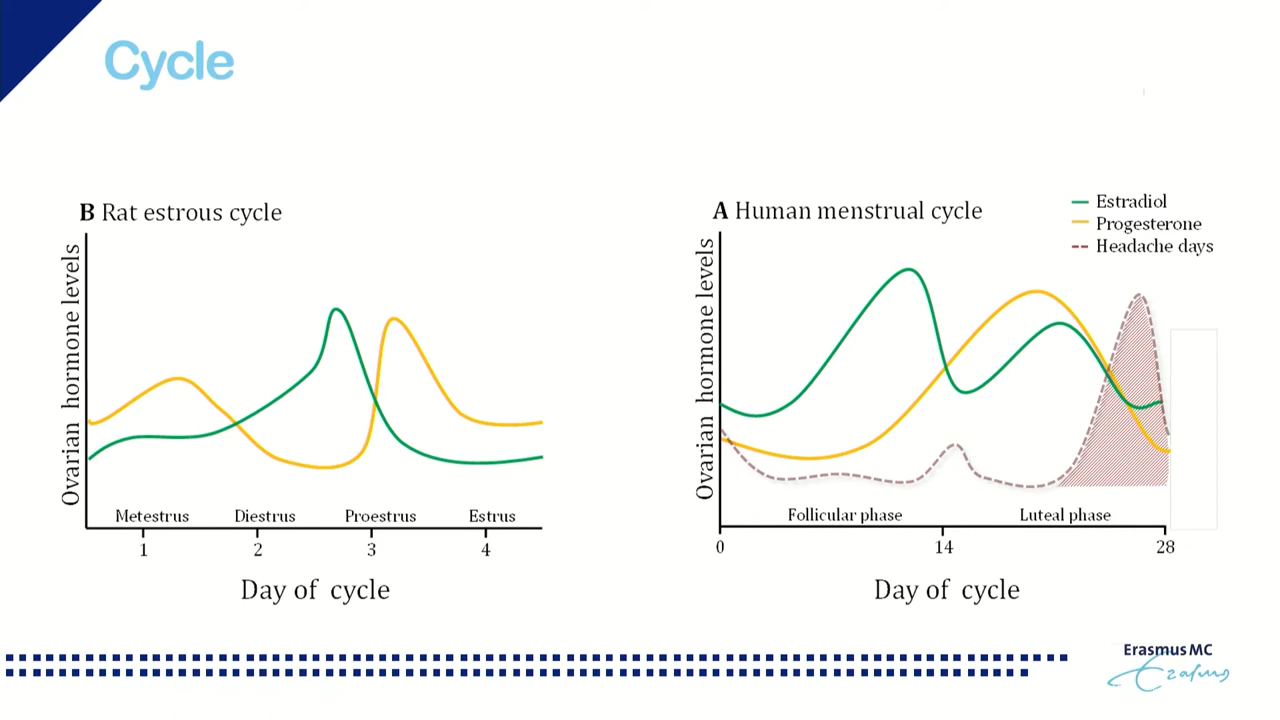 Cycle
B Rat estrous cycle
Ovarian hormone levels
Metestrus Diestrus Proestrus Estrus
1 2 3 4
Day of cycle
A Human menstrual cycle
Estradiol
Progesterone
Headache days
Ovarian hormone levels
Follicular phase Luteal phase
0 14 28
Day of cycle
Erasmus MC
Erasmus